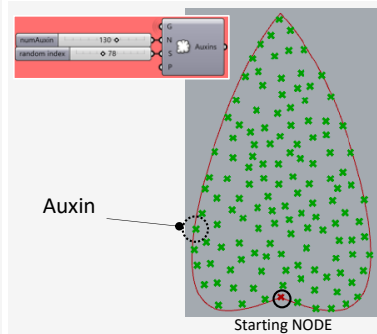 G
numAuxin 130 N
Auxins
random index 78 S
P
Auxin
Starting NODE